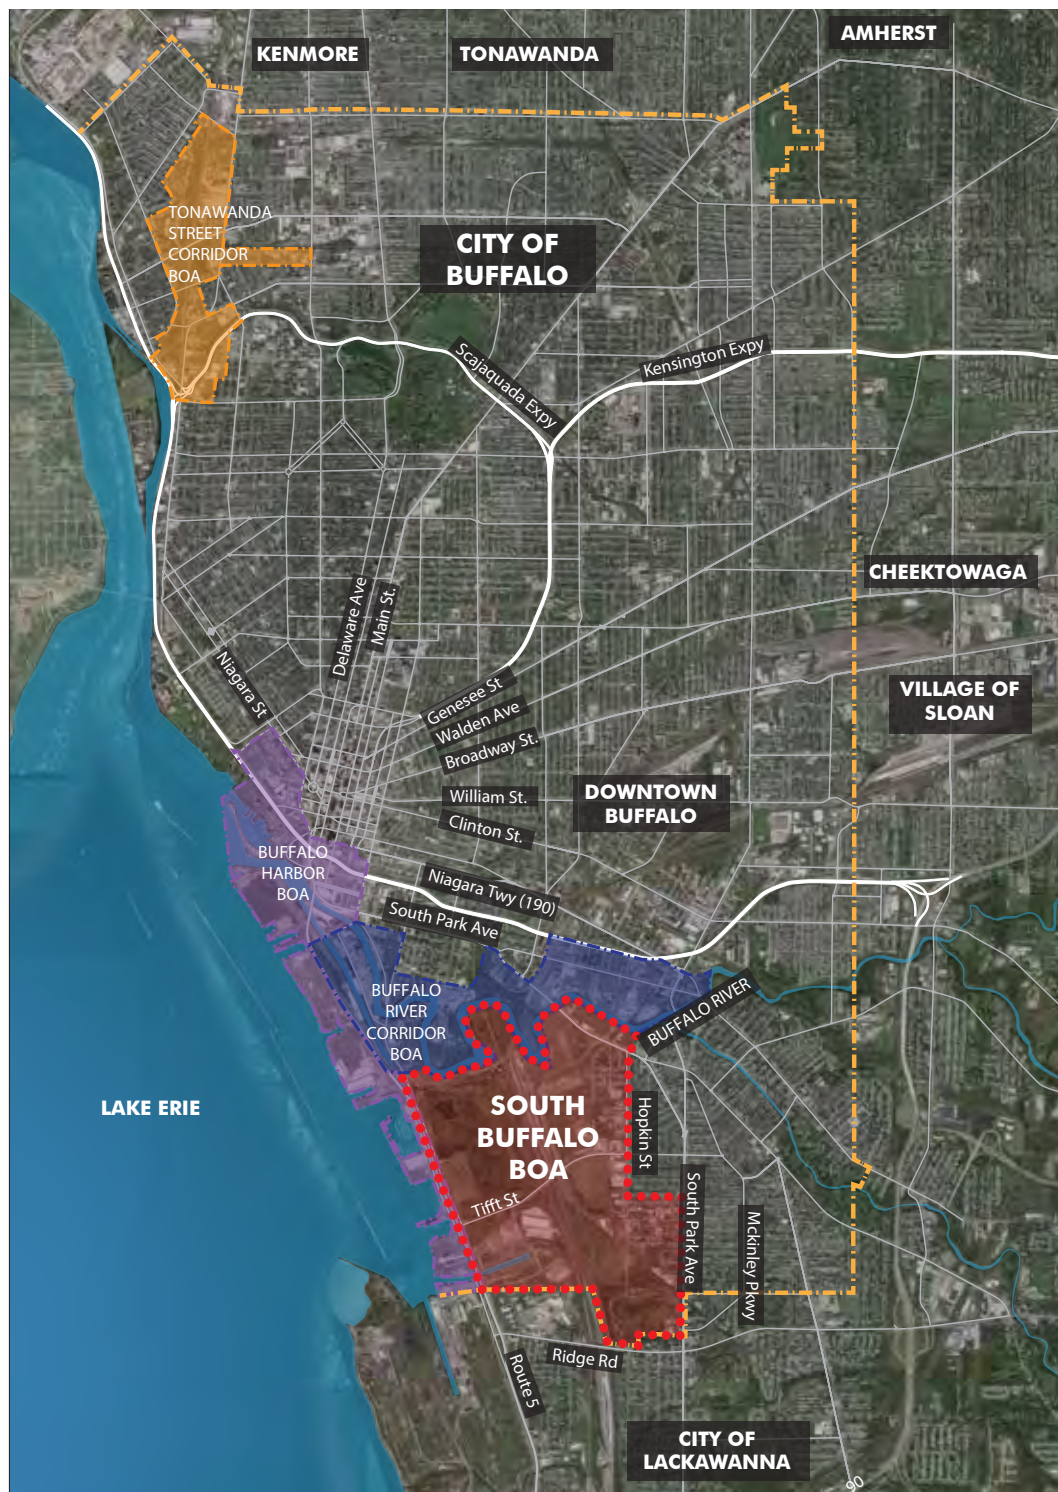 KENMORE
TONAWANDA
AMHERST
TONAWANDA
STREET
CORRIDOR
BOA
CITY OF
BUFFALO
Scajaquada Expy
Kensington Expy
CHEEKTOWAGA
Delaware Ave
Main St.
Niagara St
Genesee St
Walden Ave
Broadway St.
VILLAGE OF
SLOAN
William St.
Clinton St.
DOWNTOWN
BUFFALO
BUFFALO
HARBOR
BOA
Niagara Twy (190)
South Park Ave
BUFFALO
RIVER
CORRIDOR
BOA
BUFFALO RIVER
LAKE ERIE
SOUTH
BUFFALO
BOA
Hopkin St
Tifft St
South Park Ave
Mckinley Pkwy
Ridge Rd
Route 5
CITY OF
LACKAWANNA
90